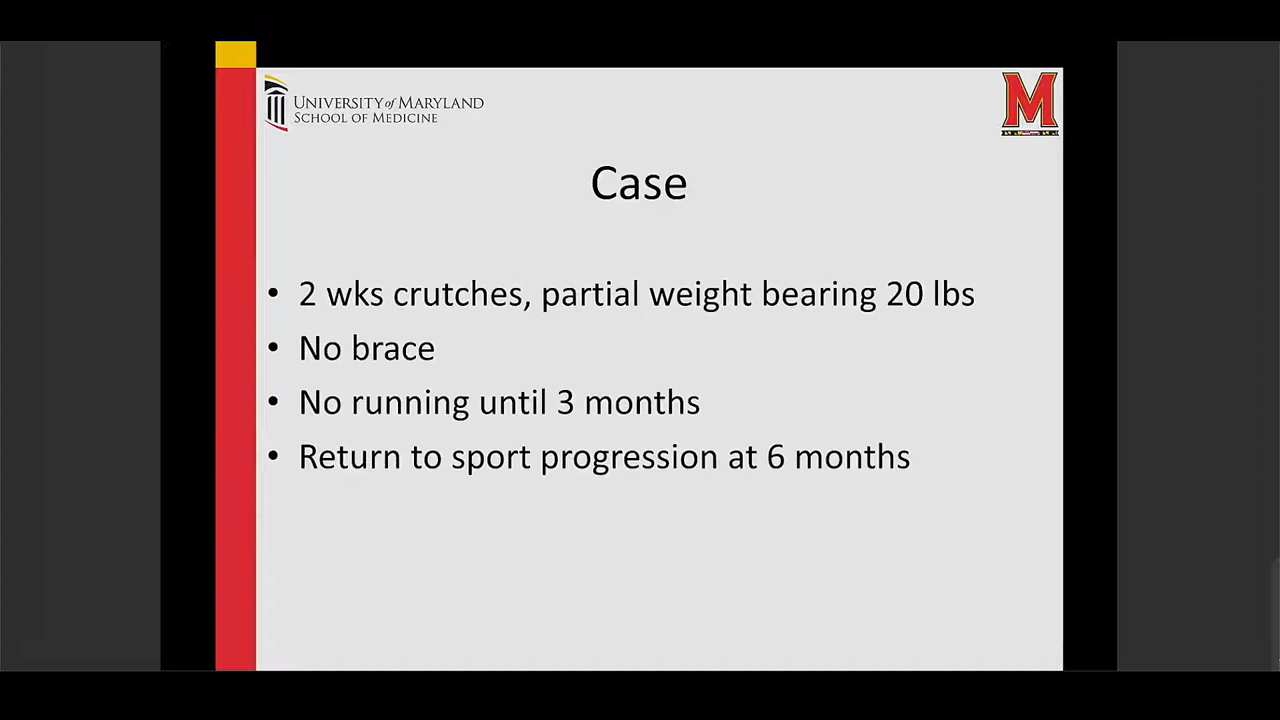 UNIVERSITY of MARYLAND
SCHOOL OF MEDICINE
M
Case
• 2 wks crutches, partial weight bearing 20 lbs
• No brace
• No running until 3 months
• Return to sport progression at 6 months